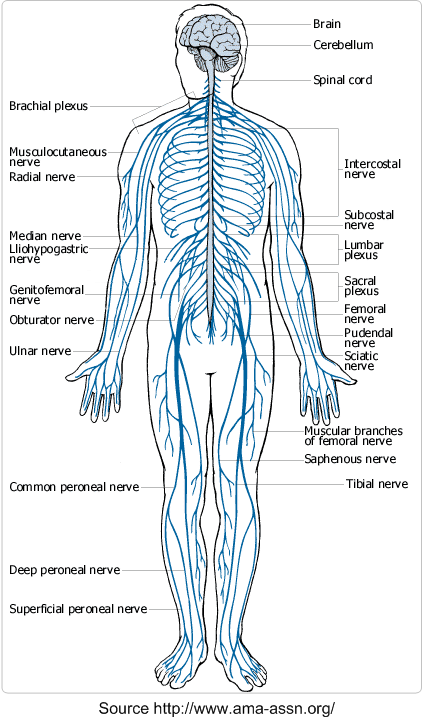 Brain
Cerebellum
Spinal cord
Brachial plexus
Musculocutaneous
nerve
Radial nerve
Intercostal
nerve
Subcostal
nerve
Median nerve
Lliohypogastric
nerve
Lumbar
plexus
Genitofemoral
nerve
Sacral
plexus
Obturator nerve
Femoral
nerve
Pudendal
nerve
Ulnar nerve
Sciatic
nerve
Muscular branches
of femoral nerve
Saphenous nerve
Common peroneal nerve
Tibial nerve
Deep peroneal nerve
Superficial peroneal nerve
Source http://www.ama-assn.org/